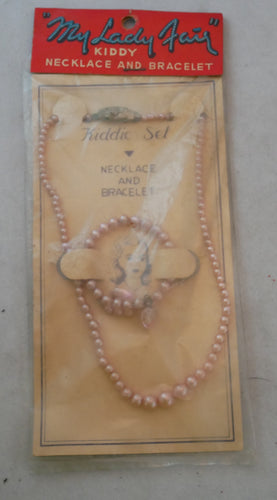 "My Lady Fair"
KIDDY
NECKLACE AND BRACELET
Kiddie Set
NECKLACE
AND
BRACELET